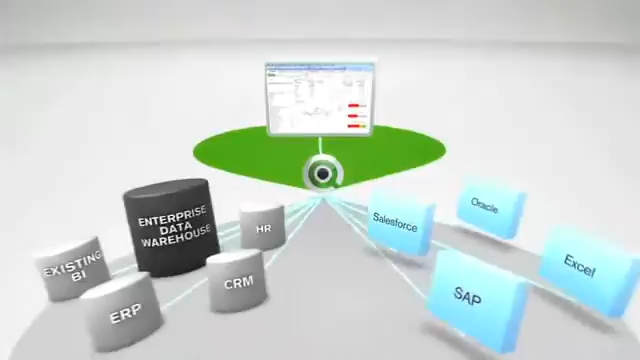 ENTERPRISE
DATA
WAREHOUSE
HR
EXISTING
BI
CRM
ERP
Salesforce
Oracle
Excel
SAP